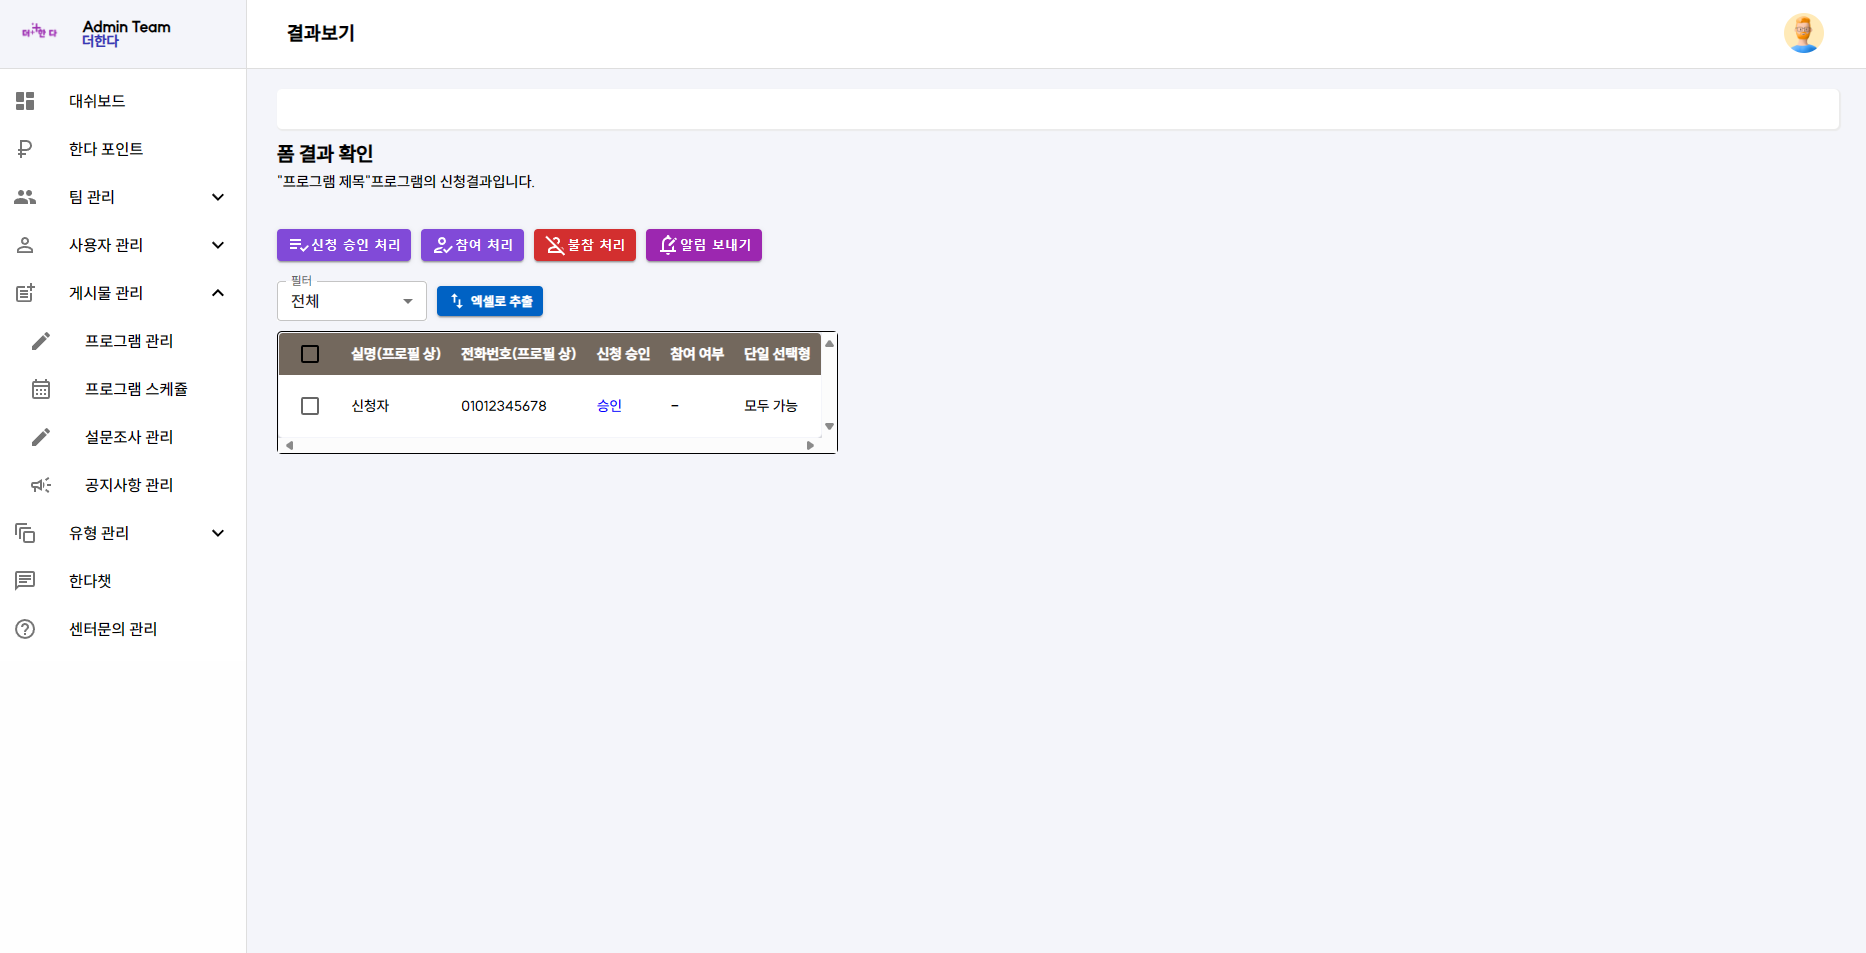 더한다
Admin Team
더한다
결과보기
대쉬보드
한다 포인트
팀 관리
사용자 관리
게시물 관리
프로그램 관리
프로그램 스케쥴
설문조사 관리
공지사항 관리
유형 관리
한다챗
센터문의 관리
폼 결과 확인
"프로그램 제목"프로그램의 신청결과입니다.
신청 승인 처리 참여 처리 불참 처리 알림 보내기
필터
전체 엑셀로 추출
실명(프로필 상) 전화번호(프로필 상) 신청 승인 참여 여부 단일 선택형
신청자 01012345678 승인 - 모두 가능